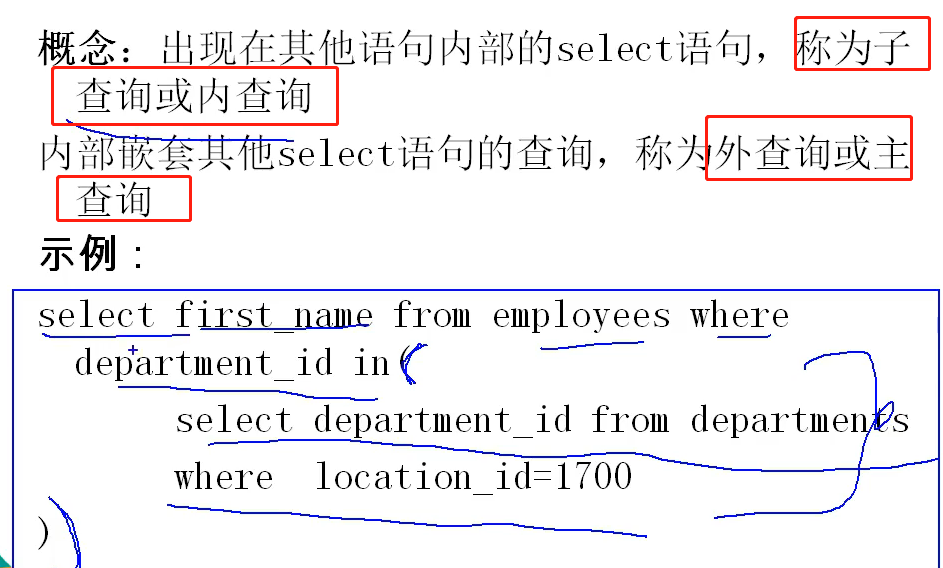 概念：出现在其他语句内部的select语句，称为子
查询或内查询
内部嵌套其他select语句的查询，称为外查询或主
查询
示例：
select first_name from employees where
department_id in(
select department_id from departments
where location_id=1700
)